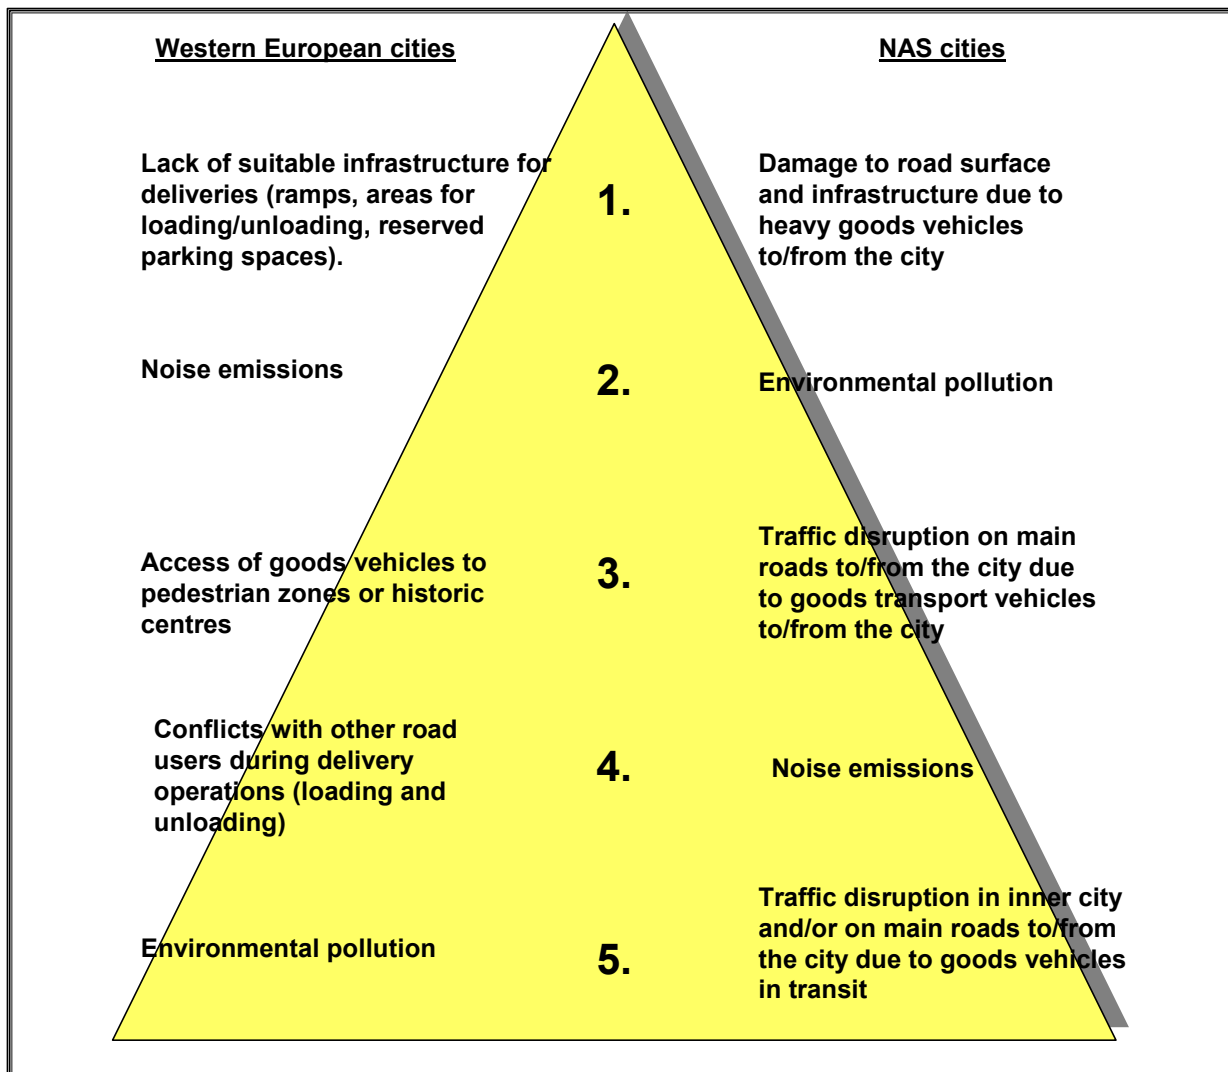 Western European cities
NAS cities
Lack of suitable infrastructure for
deliveries (ramps, areas for
loading/unloading, reserved
parking spaces).
1.
Damage to road surface
and infrastructure due to
heavy goods vehicles
to/from the city
Noise emissions
2.
Environmental pollution
Access of goods vehicles to
pedestrian zones or historic
centres
3.
Traffic disruption on main
roads to/from the city due
to goods transport vehicles
to/from the city
Conflicts with other road
users during delivery
operations (loading and
unloading)
4.
Noise emissions
Environmental pollution
5.
Traffic disruption in inner city
and/or on main roads to/from
the city due to goods vehicles
in transit